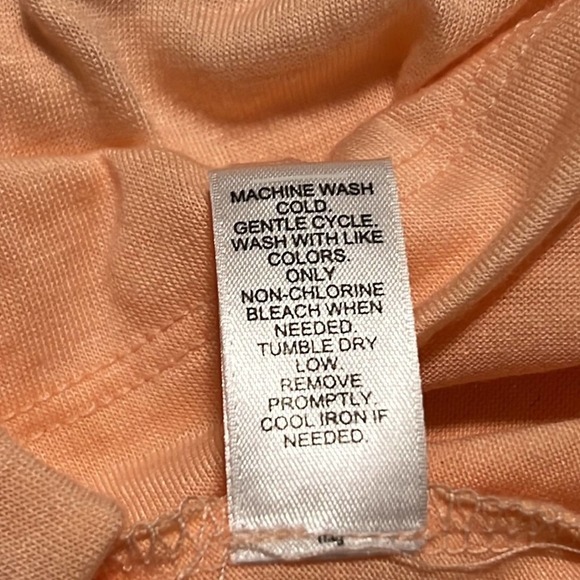 MACHINE WASH
COLD.
GENTLE CYCLE.
WASH WITH LIKE
COLORS.
ONLY
NON-CHLORINE
BLEACH WHEN
NEEDED.
TUMBLE DRY
LOW.
REMOVE
PROMPTLY.
COOL IRON IF
NEEDED.